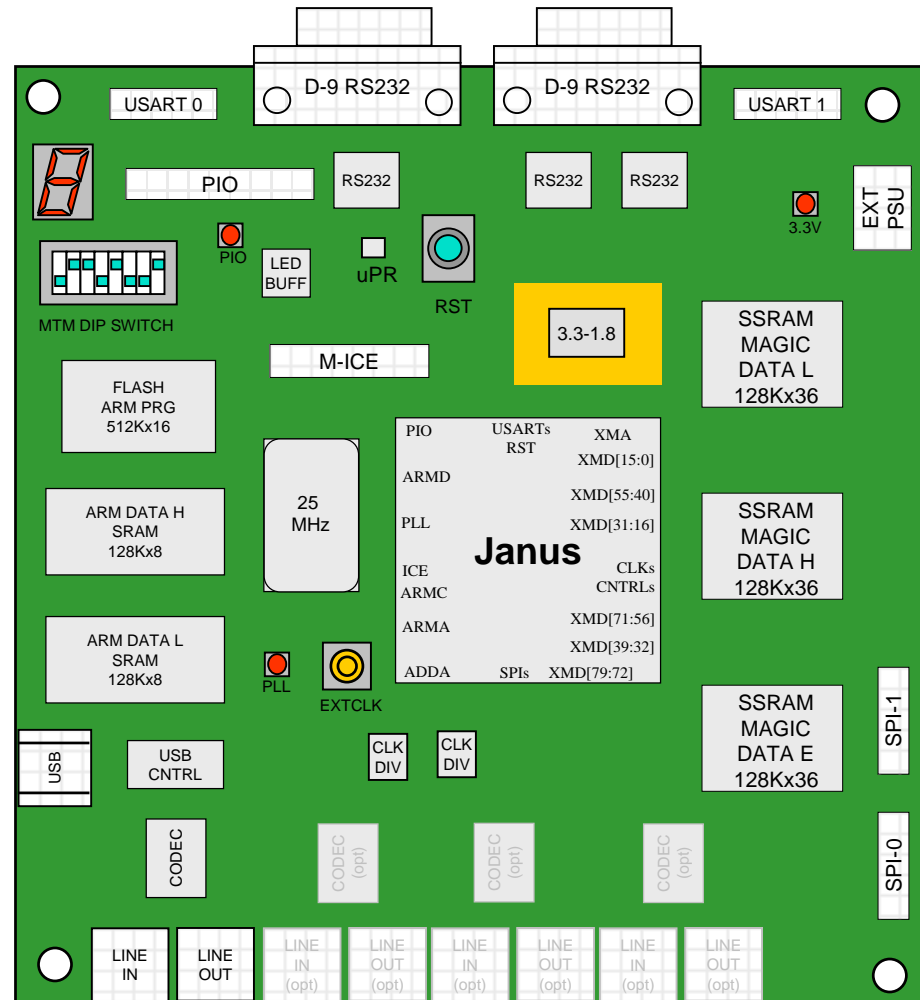 D-9 RS232
D-9 RS232
USART 0
USART 1
PIO
RS232
RS232
RS232
EXT
PSU
3.3V
PIO
LED
BUFF
uPR
RST
MTM DIP SWITCH
3.3-1.8
SSRAM
MAGIC
DATA L
128Kx36
M-ICE
FLASH
ARM PRG
512Kx16
PIO
USARTs
RST
XMA
XMD[15:0]
ARMD
XMD[55:40]
PLL
XMD[31:16]
Janus
ICE
ARMC
CLKs
CNTRLs
ARMA
XMD[71:56]
XMD[39:32]
ADDA
SPIs
XMD[79:72]
25
MHz
ARM DATA H
SRAM
128Kx8
SSRAM
MAGIC
DATA H
128Kx36
ARM DATA L
SRAM
128Kx8
PLL
EXTCLK
SSRAM
MAGIC
DATA E
128Kx36
SPI-1
USB
USB
CNTRL
CLK
DIV
CLK
DIV
CODEC
CODEC
(opt)
CODEC
(opt)
CODEC
(opt)
SPI-0
LINE
IN
LINE
OUT
LINE
IN
(opt)
LINE
OUT
(opt)
LINE
IN
(opt)
LINE
OUT
(opt)
LINE
IN
(opt)
LINE
OUT
(opt)